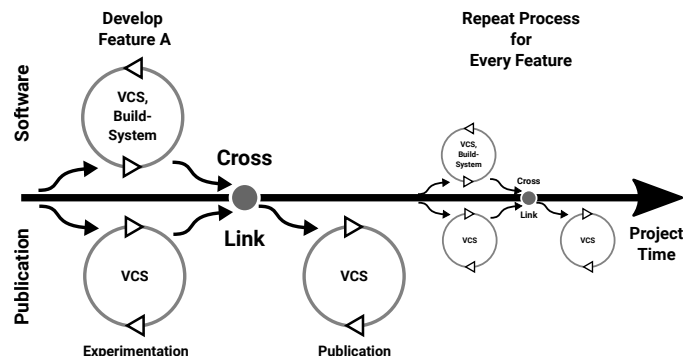 Develop
Feature A
Repeat Process
for
Every Feature
Software
VCS,
Build-
System
Cross
Link
VCS,
Build-
System
Cross
Link
Publication
VCS
VCS
VCS
VCS
Project
Time
Experimentation
Publication